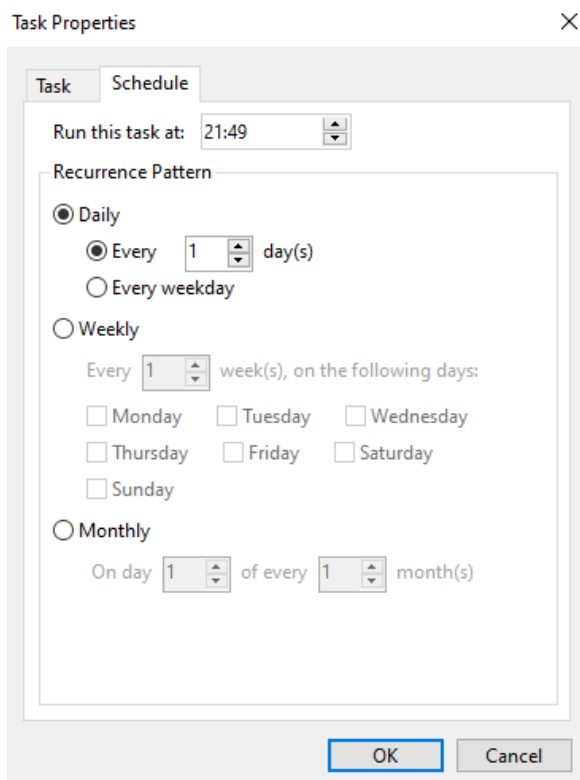 Task Properties
Task Schedule
Run this task at: 21:49
Recurrence Pattern
Daily
Every 1 day(s)
Every weekday
Weekly
Every 1 week(s), on the following days:
Monday Tuesday Wednesday
Thursday Friday Saturday
Sunday
Monthly
On day 1 of every 1 month(s)
OK Cancel